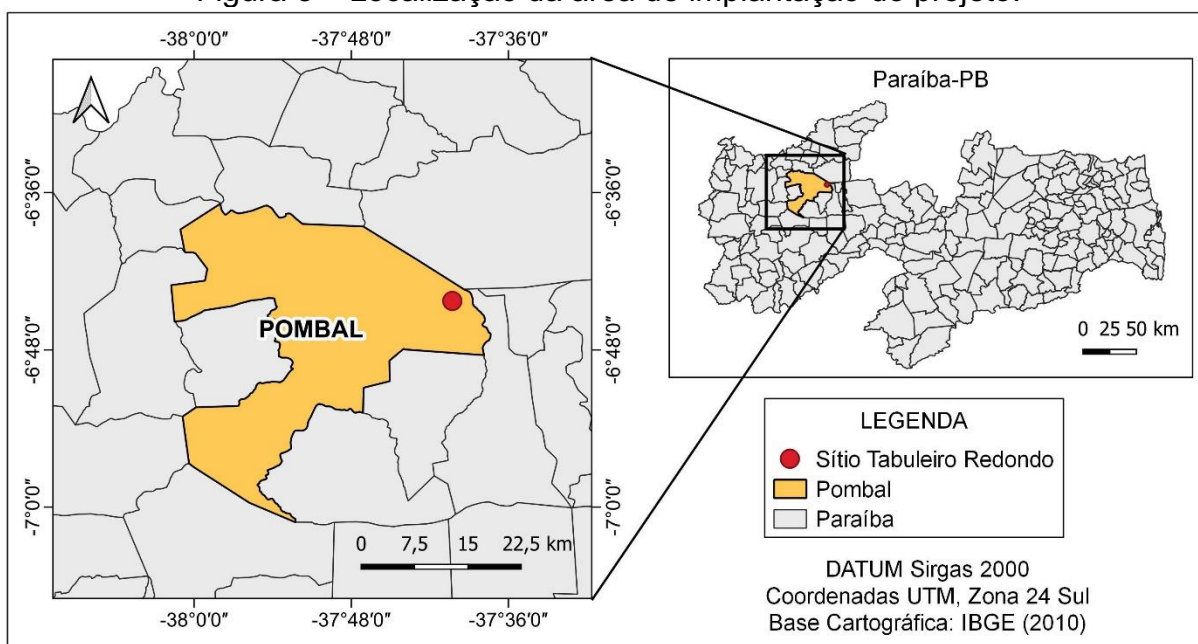 -38°0′0″ -37°48′0″ -37°36′0″
-6°36′0″
-6°48′0″
-7°0′0″
POMBAL
0 7,5 15 22,5 km
-6°36′0″
-6°48′0″
-7°0′0″
-38°0′0″ -37°48′0″ -37°36′0″
Paraíba-PB
0 25 50 km
LEGENDA
Sítio Tabuleiro Redondo
Pombal
Paraíba
DATUM Sirgas 2000
Coordenadas UTM, Zona 24 Sul
Base Cartográfica: IBGE (2010)